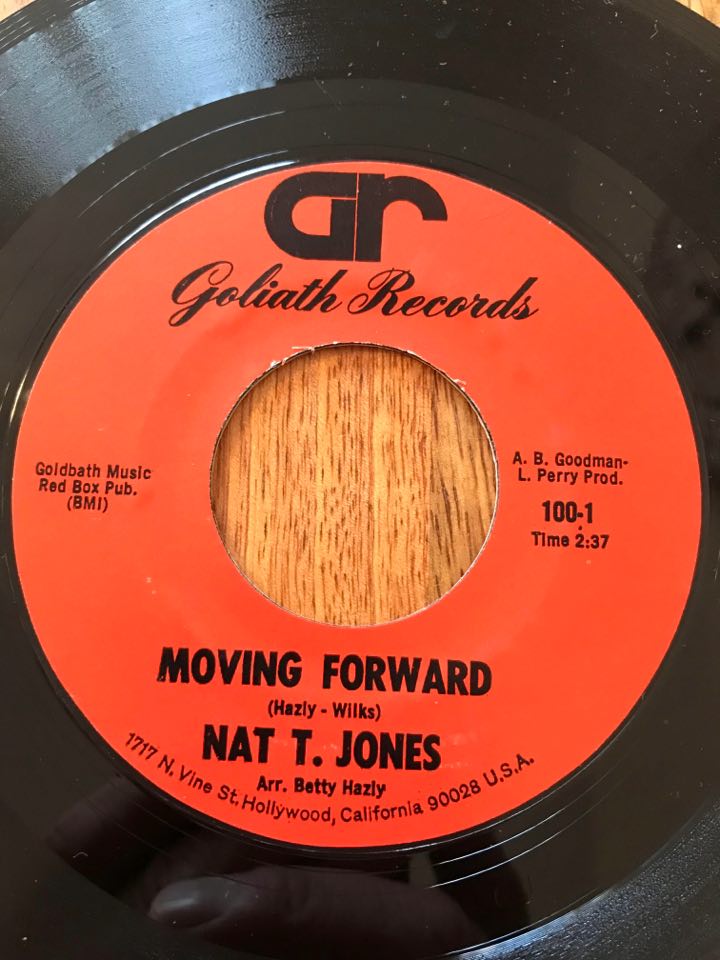 GR
Goliath Records
Goldbath Music
Red Box Pub.
(BMI)
A. B. Goodman-
L. Perry Prod.
100-1
Time 2:37
MOVING FORWARD
(Hazly - Wilks)
NAT T. JONES
Arr. Betty Hazly
1717 N. Vine St. Hollywood, California 90028 U.S.A.